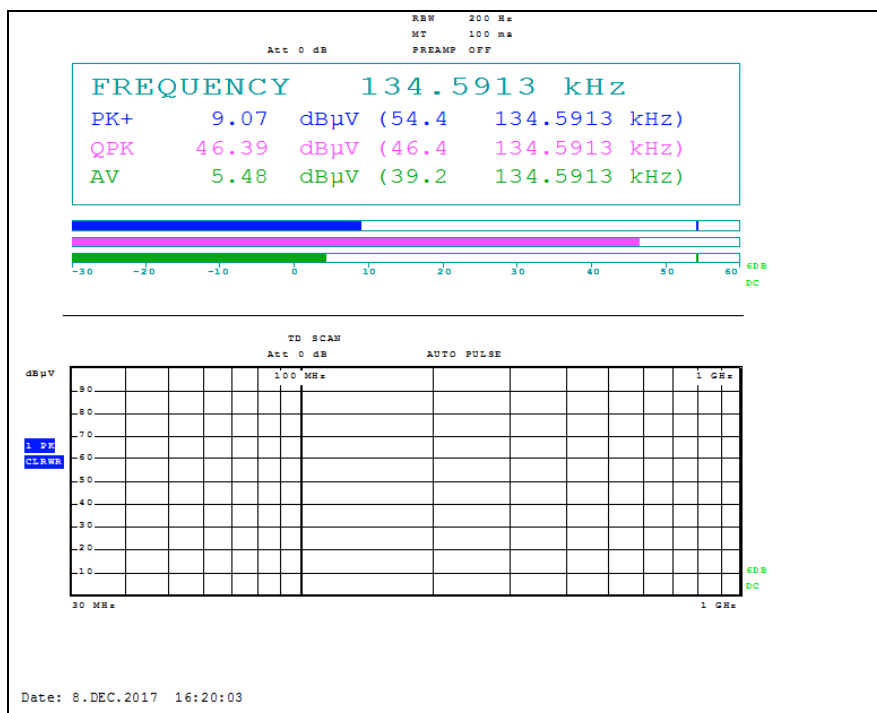 RBW 200 Hz
MT 100 ms
Att 0 dB PREAMP OFF
FREQUENCY 134.5913 kHz
PK+ 9.07 dBµV (54.4 134.5913 kHz)
QPK 46.39 dBµV (46.4 134.5913 kHz)
AV 5.48 dBµV (39.2 134.5913 kHz)
-30 -20 -10 0 10 20 30 40 50 60
6DB
DC
TD SCAN
Att 0 dB AUTO PULSE
dBµV
100 MHz 1 GHz
90
80
70
1 PK
CLRWR
60
50
40
30
20
10
6DB
DC
30 MHz 1 GHz
Date: 8.DEC.2017 16:20:03